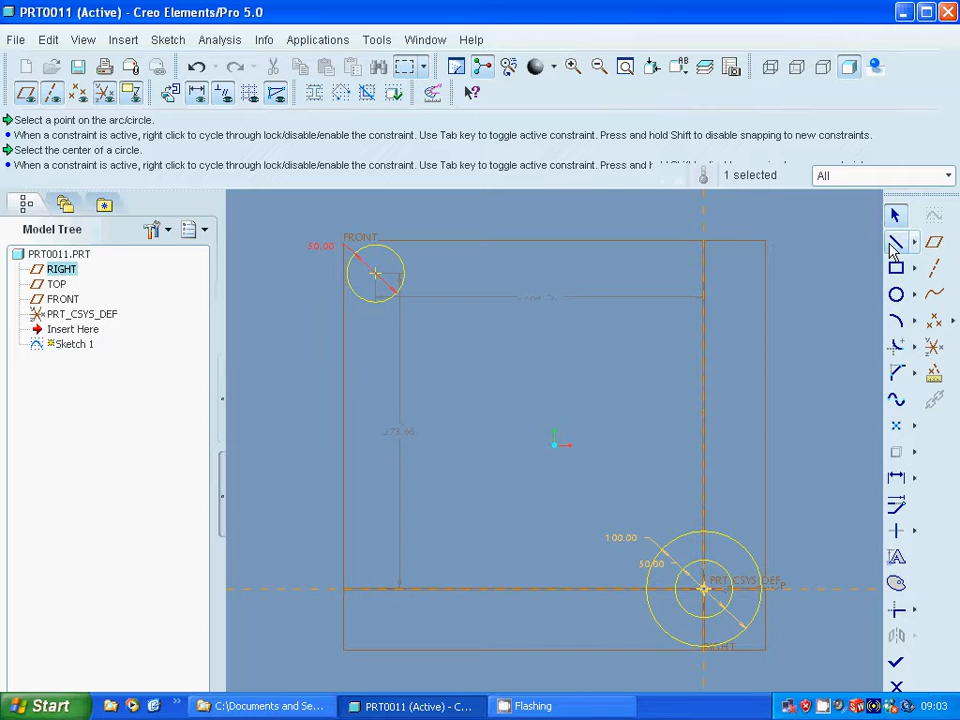 PRT0011 (Active) - Creo Elements/Pro 5.0
File Edit View Insert Sketch Analysis Info Applications Tools Window Help
Select a point on the arc/circle.
When a constraint is active, right click to cycle through lock/disable/enable the constraint. Use Tab key to toggle active constraint. Press and hold Shift to disable snapping to new constraints.
Select the center of a circle.
When a constraint is active, right click to cycle through lock/disable/enable the constraint. Use Tab key to toggle active constraint. Press and h
1 selected
All
Model Tree
PRT0011.PRT
RIGHT
TOP
FRONT
PRT_CSYS_DEF
Insert Here
Sketch 1
FRONT
50.00
100.00
50.00
PRT_CSYS_DEF
RIGHT
Start
C:\Documents and Se...
PRT0011 (Active) - C...
Flashing
09:03